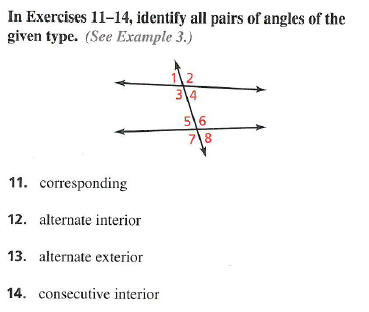 In Exercises 11–14, identify all pairs of angles of the
given type. (See Example 3.)
1 2
3 4
5 6
7 8
11. corresponding
12. alternate interior
13. alternate exterior
14. consecutive interior